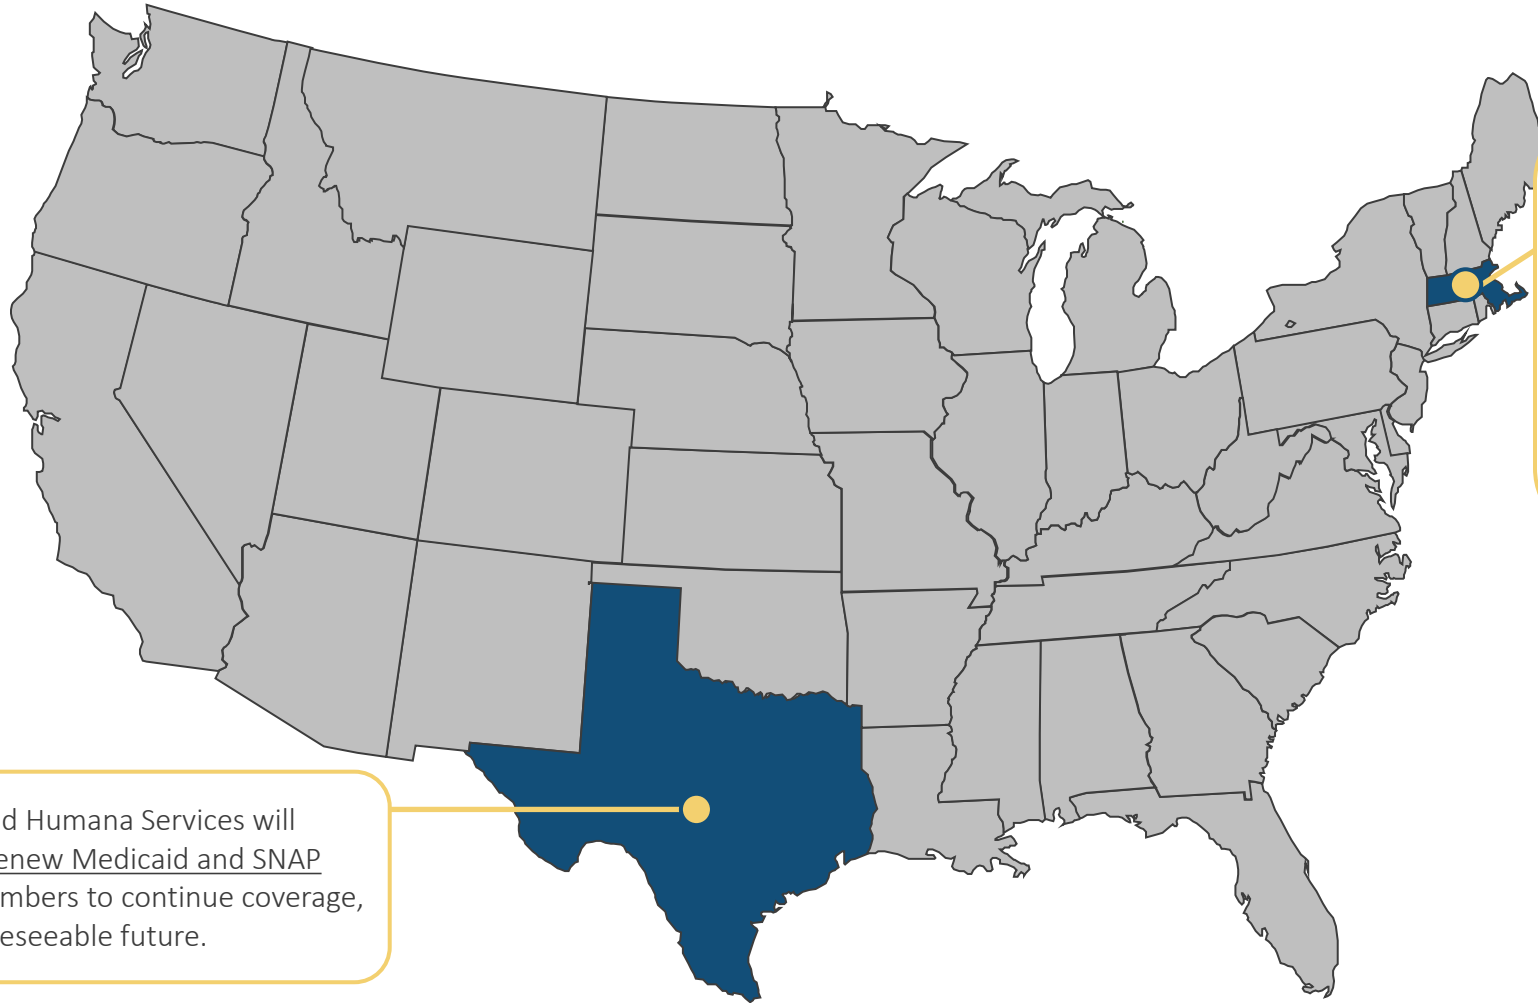 d Humana Services will
enew Medicaid and SNAP
mbers to continue coverage,
eseeable future.